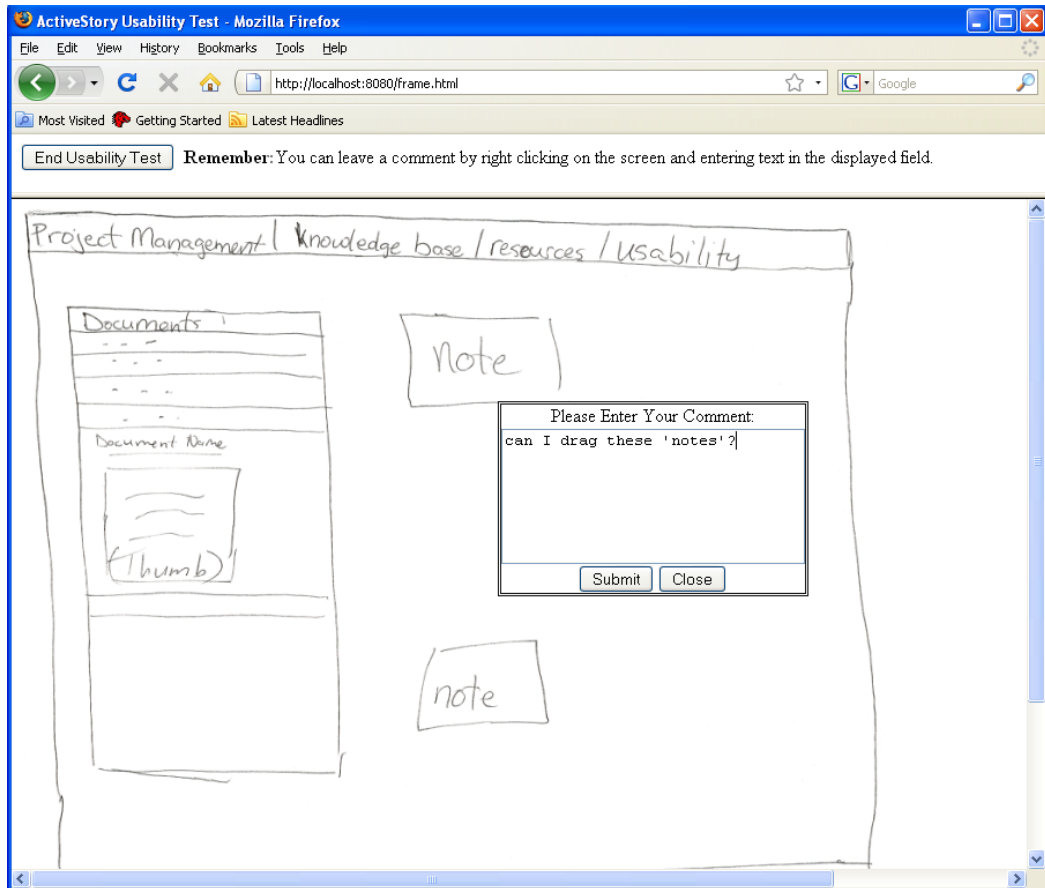 ActiveStory Usability Test - Mozilla Firefox
File Edit View History Bookmarks Tools Help
http://localhost:8080/frame.html
G Google
Most Visited Getting Started Latest Headlines
End Usability Test Remember: You can leave a comment by right clicking on the screen and entering text in the displayed field.
Project Management | Knowledge base / resources / usability
Documents
Note
Please Enter Your Comment:
can I drag these 'notes'?
Document Name
(Thumb)
Submit Close
note